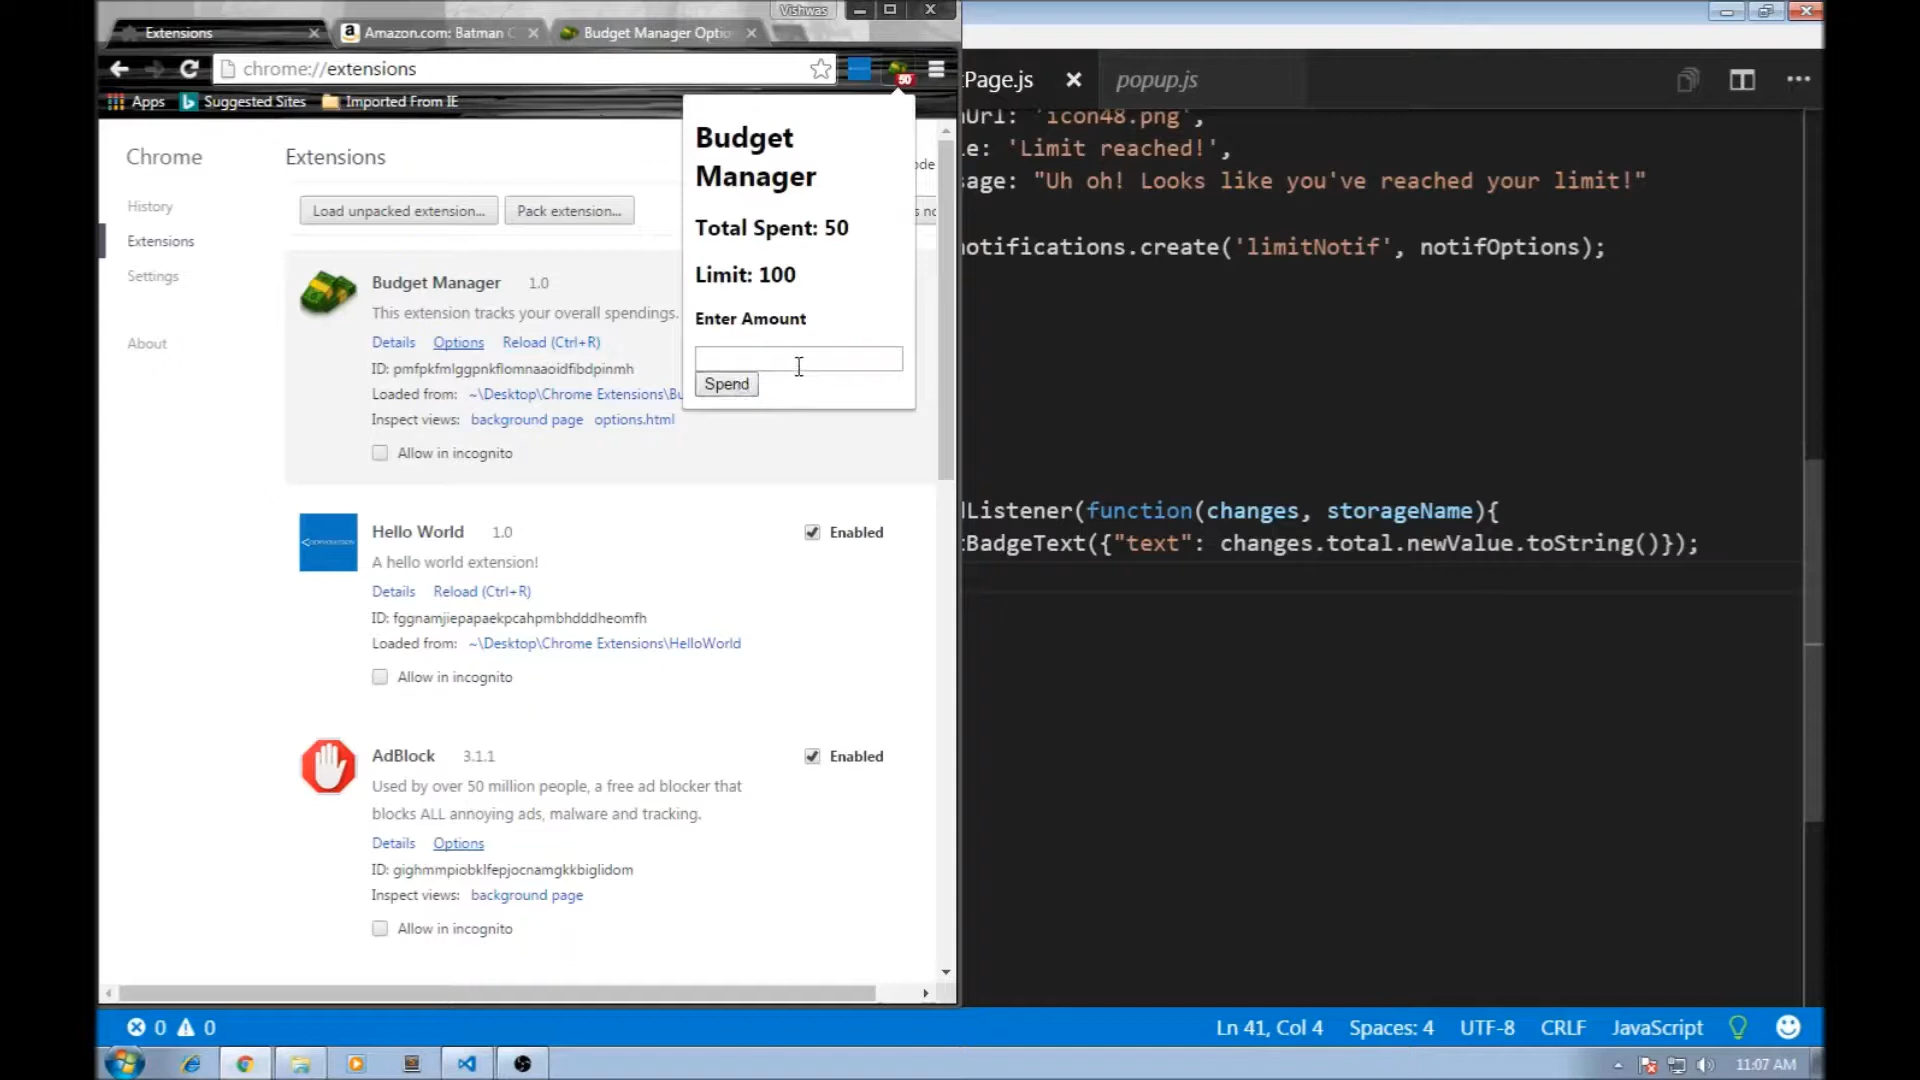 Vishwas
Extensions
Amazon.com: Batman
Budget Manager Optio
chrome://extensions
50
Apps
Suggested Sites
Imported From IE
Chrome
History
Extensions
Settings
About
Extensions
Load unpacked extension...
Pack extension...
Budget Manager 1.0
This extension tracks your overall spendings.
Details Options Reload (Ctrl+R)
ID: pmfpkfmlggpnkflomnaaoidfibdpinmh
Loaded from: ~\Desktop\Chrome Extensions\Bu
Inspect views: background page options.html
Allow in incognito
Hello World 1.0
Enabled
A hello world extension!
Details Reload (Ctrl+R)
ID: fggnamjiepapaekpcahpmbhdddheomfh
Loaded from: ~\Desktop\Chrome Extensions\HelloWorld
Allow in incognito
AdBlock 3.1.1
Enabled
Used by over 50 million people, a free ad blocker that
blocks ALL annoying ads, malware and tracking.
Details Options
ID: gighmmpiobklfepjocnamgkkbiglidom
Inspect views: background page
Allow in incognito
Budget
Manager
Total Spent: 50
Limit: 100
Enter Amount
Spend
Page.js
popup.js
Url: 'icon48.png',
e: 'Limit reached!',
sage: "Uh oh! Looks like you've reached your limit!"
notifications.create('limitNotif', notifOptions);
dListener(function(changes, storageName){
tBadgeText({"text": changes.total.newValue.toString()});
0 0
Ln 41, Col 4
Spaces: 4
UTF-8
CRLF
JavaScript
11:07 AM